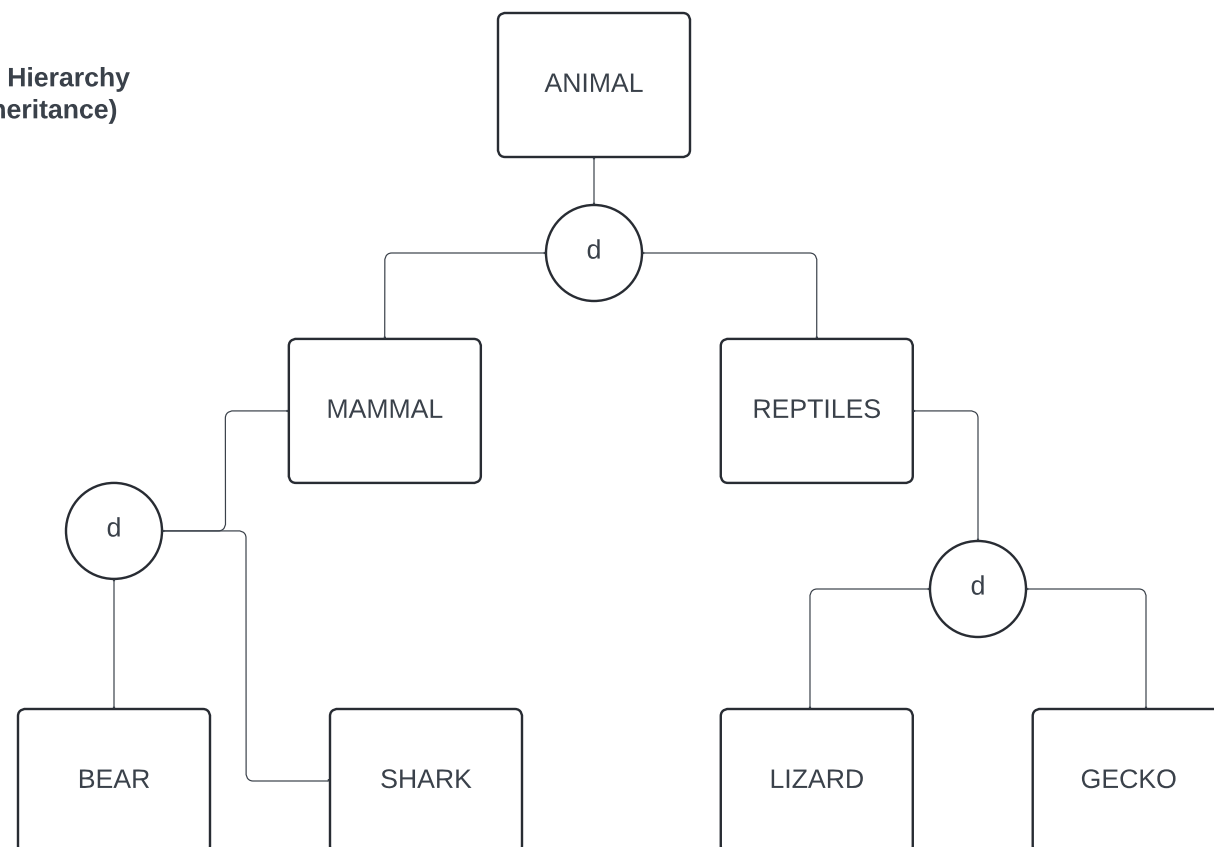 Hierarchy
heritance)
ANIMAL
d
MAMMAL
REPTILES
d
d
BEAR
SHARK
LIZARD
GECKO